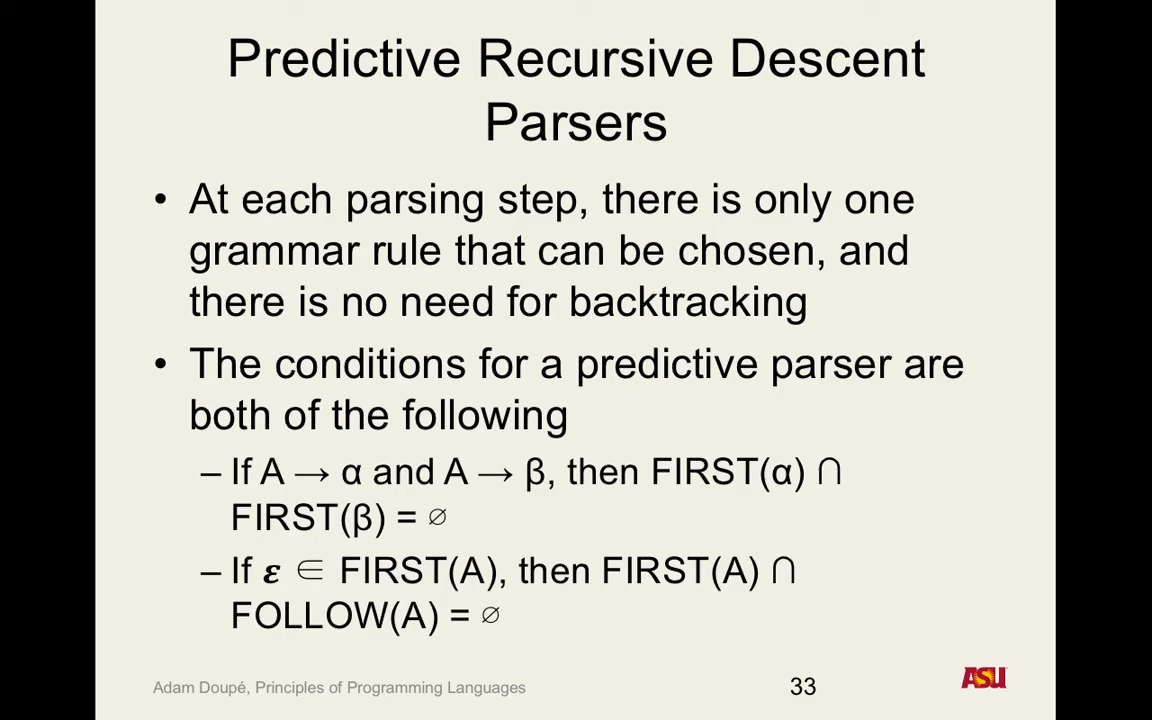 Predictive Recursive Descent
Parsers
• At each parsing step, there is only one
grammar rule that can be chosen, and
there is no need for backtracking
• The conditions for a predictive parser are
both of the following
– If A → α and A → β, then FIRST(α) ∩
FIRST(β) = ∅
– If ε ∈ FIRST(A), then FIRST(A) ∩
FOLLOW(A) = ∅
Adam Doupé, Principles of Programming Languages
33
ASU